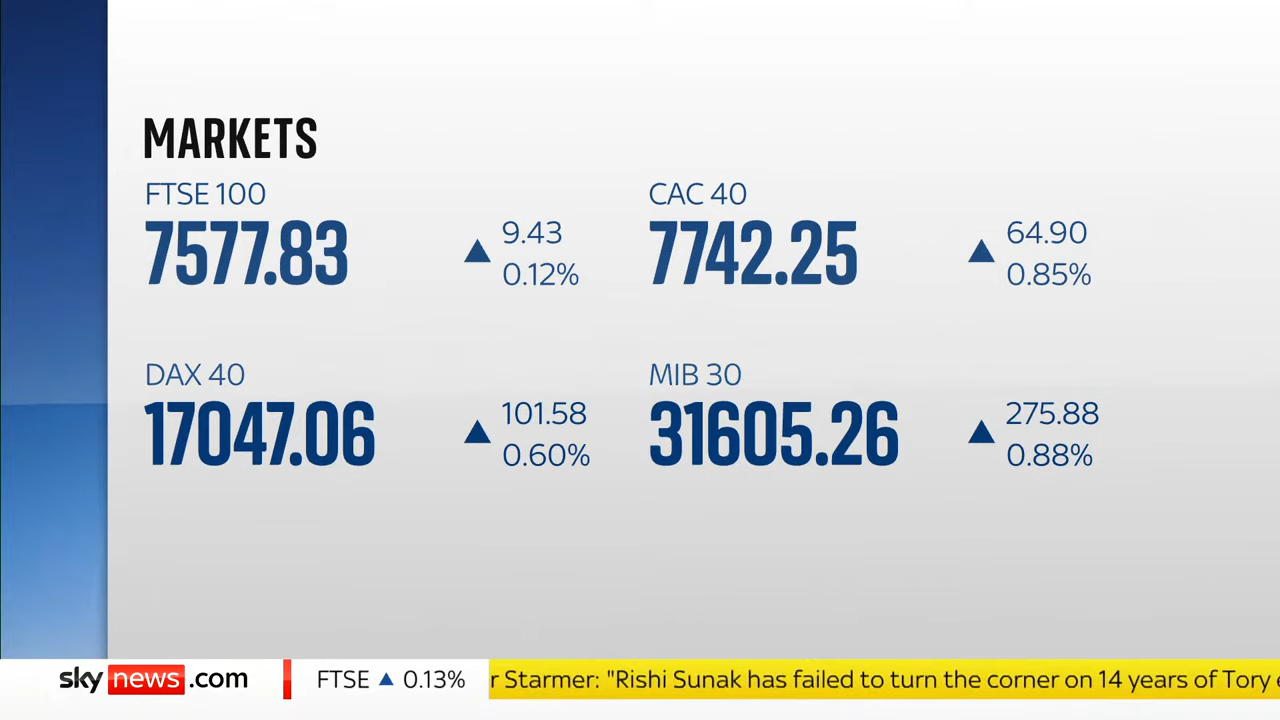 MARKETS
FTSE 100
7577.83
▲ 9.43
0.12%
CAC 40
7742.25
▲ 64.90
0.85%
DAX 40
17047.06
▲ 101.58
0.60%
MIB 30
31605.26
▲ 275.88
0.88%
sky news .com
FTSE ▲ 0.13%
r Starmer: "Rishi Sunak has failed to turn the corner on 14 years of Tory